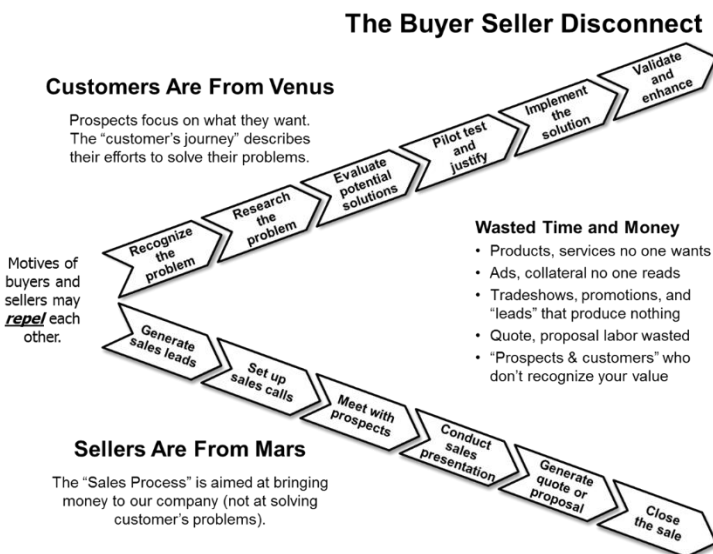 The Buyer Seller Disconnect
Customers Are From Venus
Prospects focus on what they want.
The “customer’s journey” describes
their efforts to solve their problems.
Recognize
the
problem
Research
the
problem
Evaluate
potential
solutions
Pilot test
and
justify
Implement
the
solution
Validate
and
enhance
Motives of
buyers and
sellers may
repel each
other.
Wasted Time and Money
• Products, services no one wants
• Ads, collateral no one reads
• Tradeshows, promotions, and
“leads” that produce nothing
• Quote, proposal labor wasted
• “Prospects & customers” who
don’t recognize your value
Generate
sales leads
Set up
sales calls
Meet with
prospects
Conduct
sales
presentation
Generate
quote or
proposal
Close
the sale
Sellers Are From Mars
The “Sales Process” is aimed at bringing
money to our company (not at solving
customer’s problems).